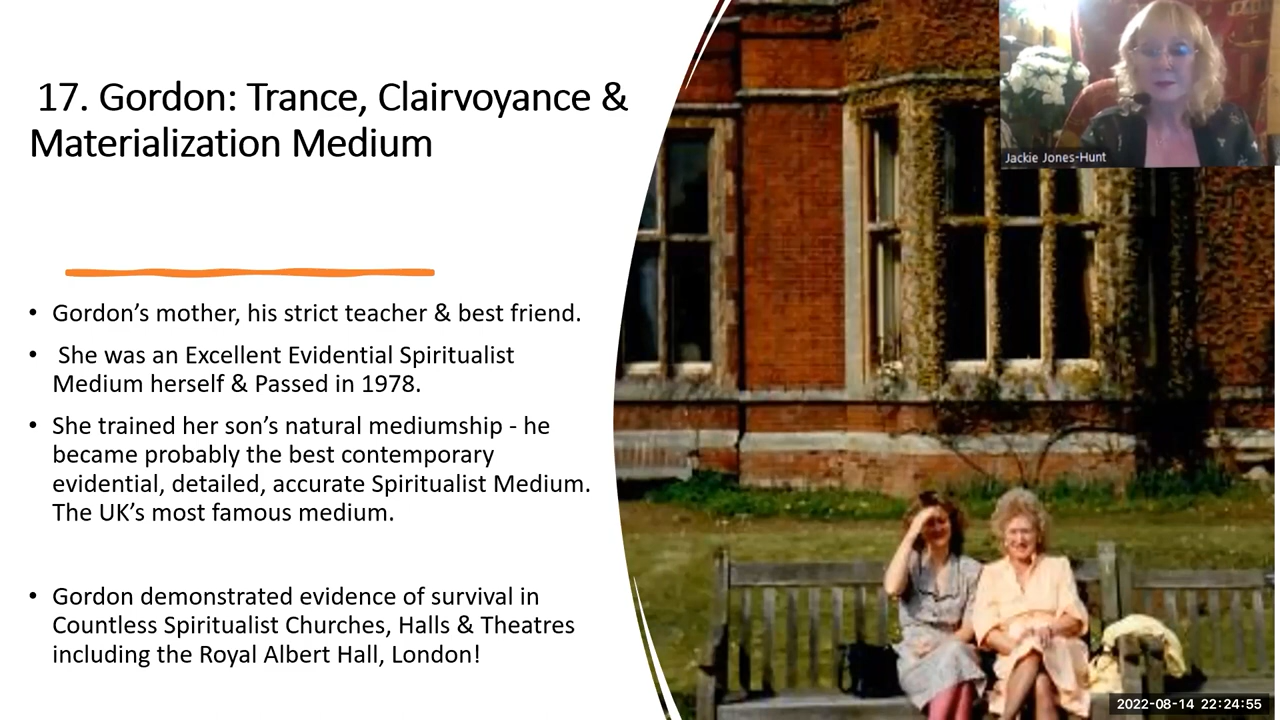 17. Gordon: Trance, Clairvoyance &
Materialization Medium
• Gordon’s mother, his strict teacher & best friend.
• She was an Excellent Evidential Spiritualist
Medium herself & Passed in 1978.
• She trained her son’s natural mediumship - he
became probably the best contemporary
evidential, detailed, accurate Spiritualist Medium.
The UK’s most famous medium.
• Gordon demonstrated evidence of survival in
Countless Spiritualist Churches, Halls & Theatres
including the Royal Albert Hall, London!
Jackie Jones-Hunt
2022-08-14 22:24:55